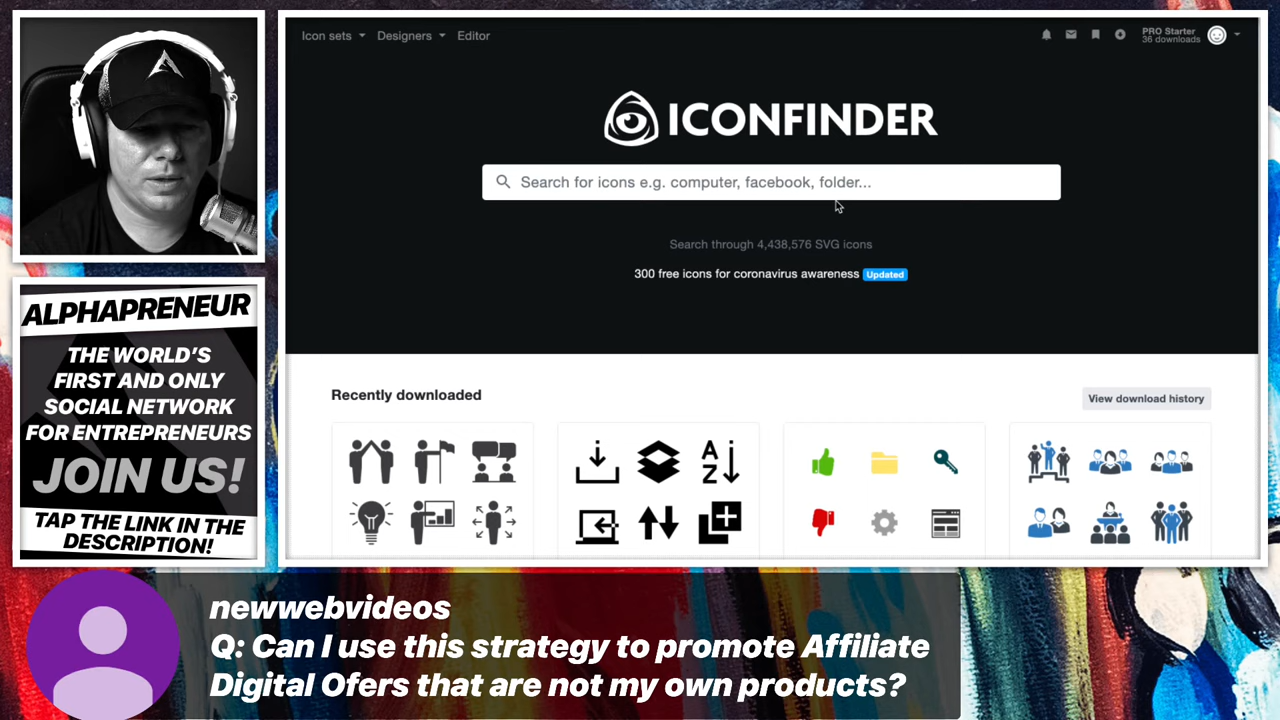 Icon sets
Designers
Editor
PRO Starter
36 downloads
ICONFINDER
Search for icons e.g. computer, facebook, folder...
Search through 4,438,576 SVG icons
300 free icons for coronavirus awareness Updated
Recently downloaded
View download history
A
Z
ALPHAPRENEUR
THE WORLD'S
FIRST AND ONLY
SOCIAL NETWORK
FOR ENTREPRENEURS
JOIN US!
TAP THE LINK IN THE
DESCRIPTION!
newwebvideos
Q: Can I use this strategy to promote Affiliate
Digital Ofers that are not my own products?